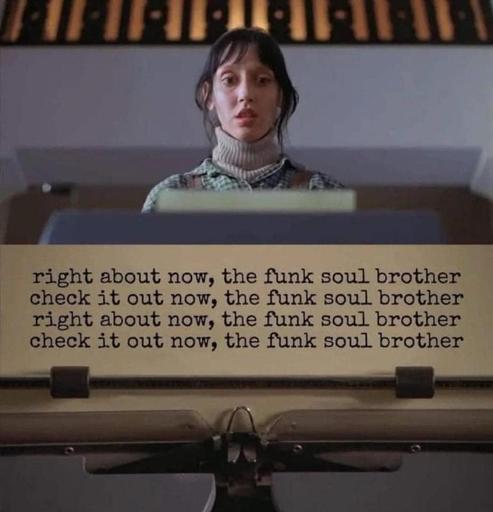 right about now, the funk soul brother
check it out now, the funk soul brother
right about now, the funk soul brother
check it out now, the funk soul brother